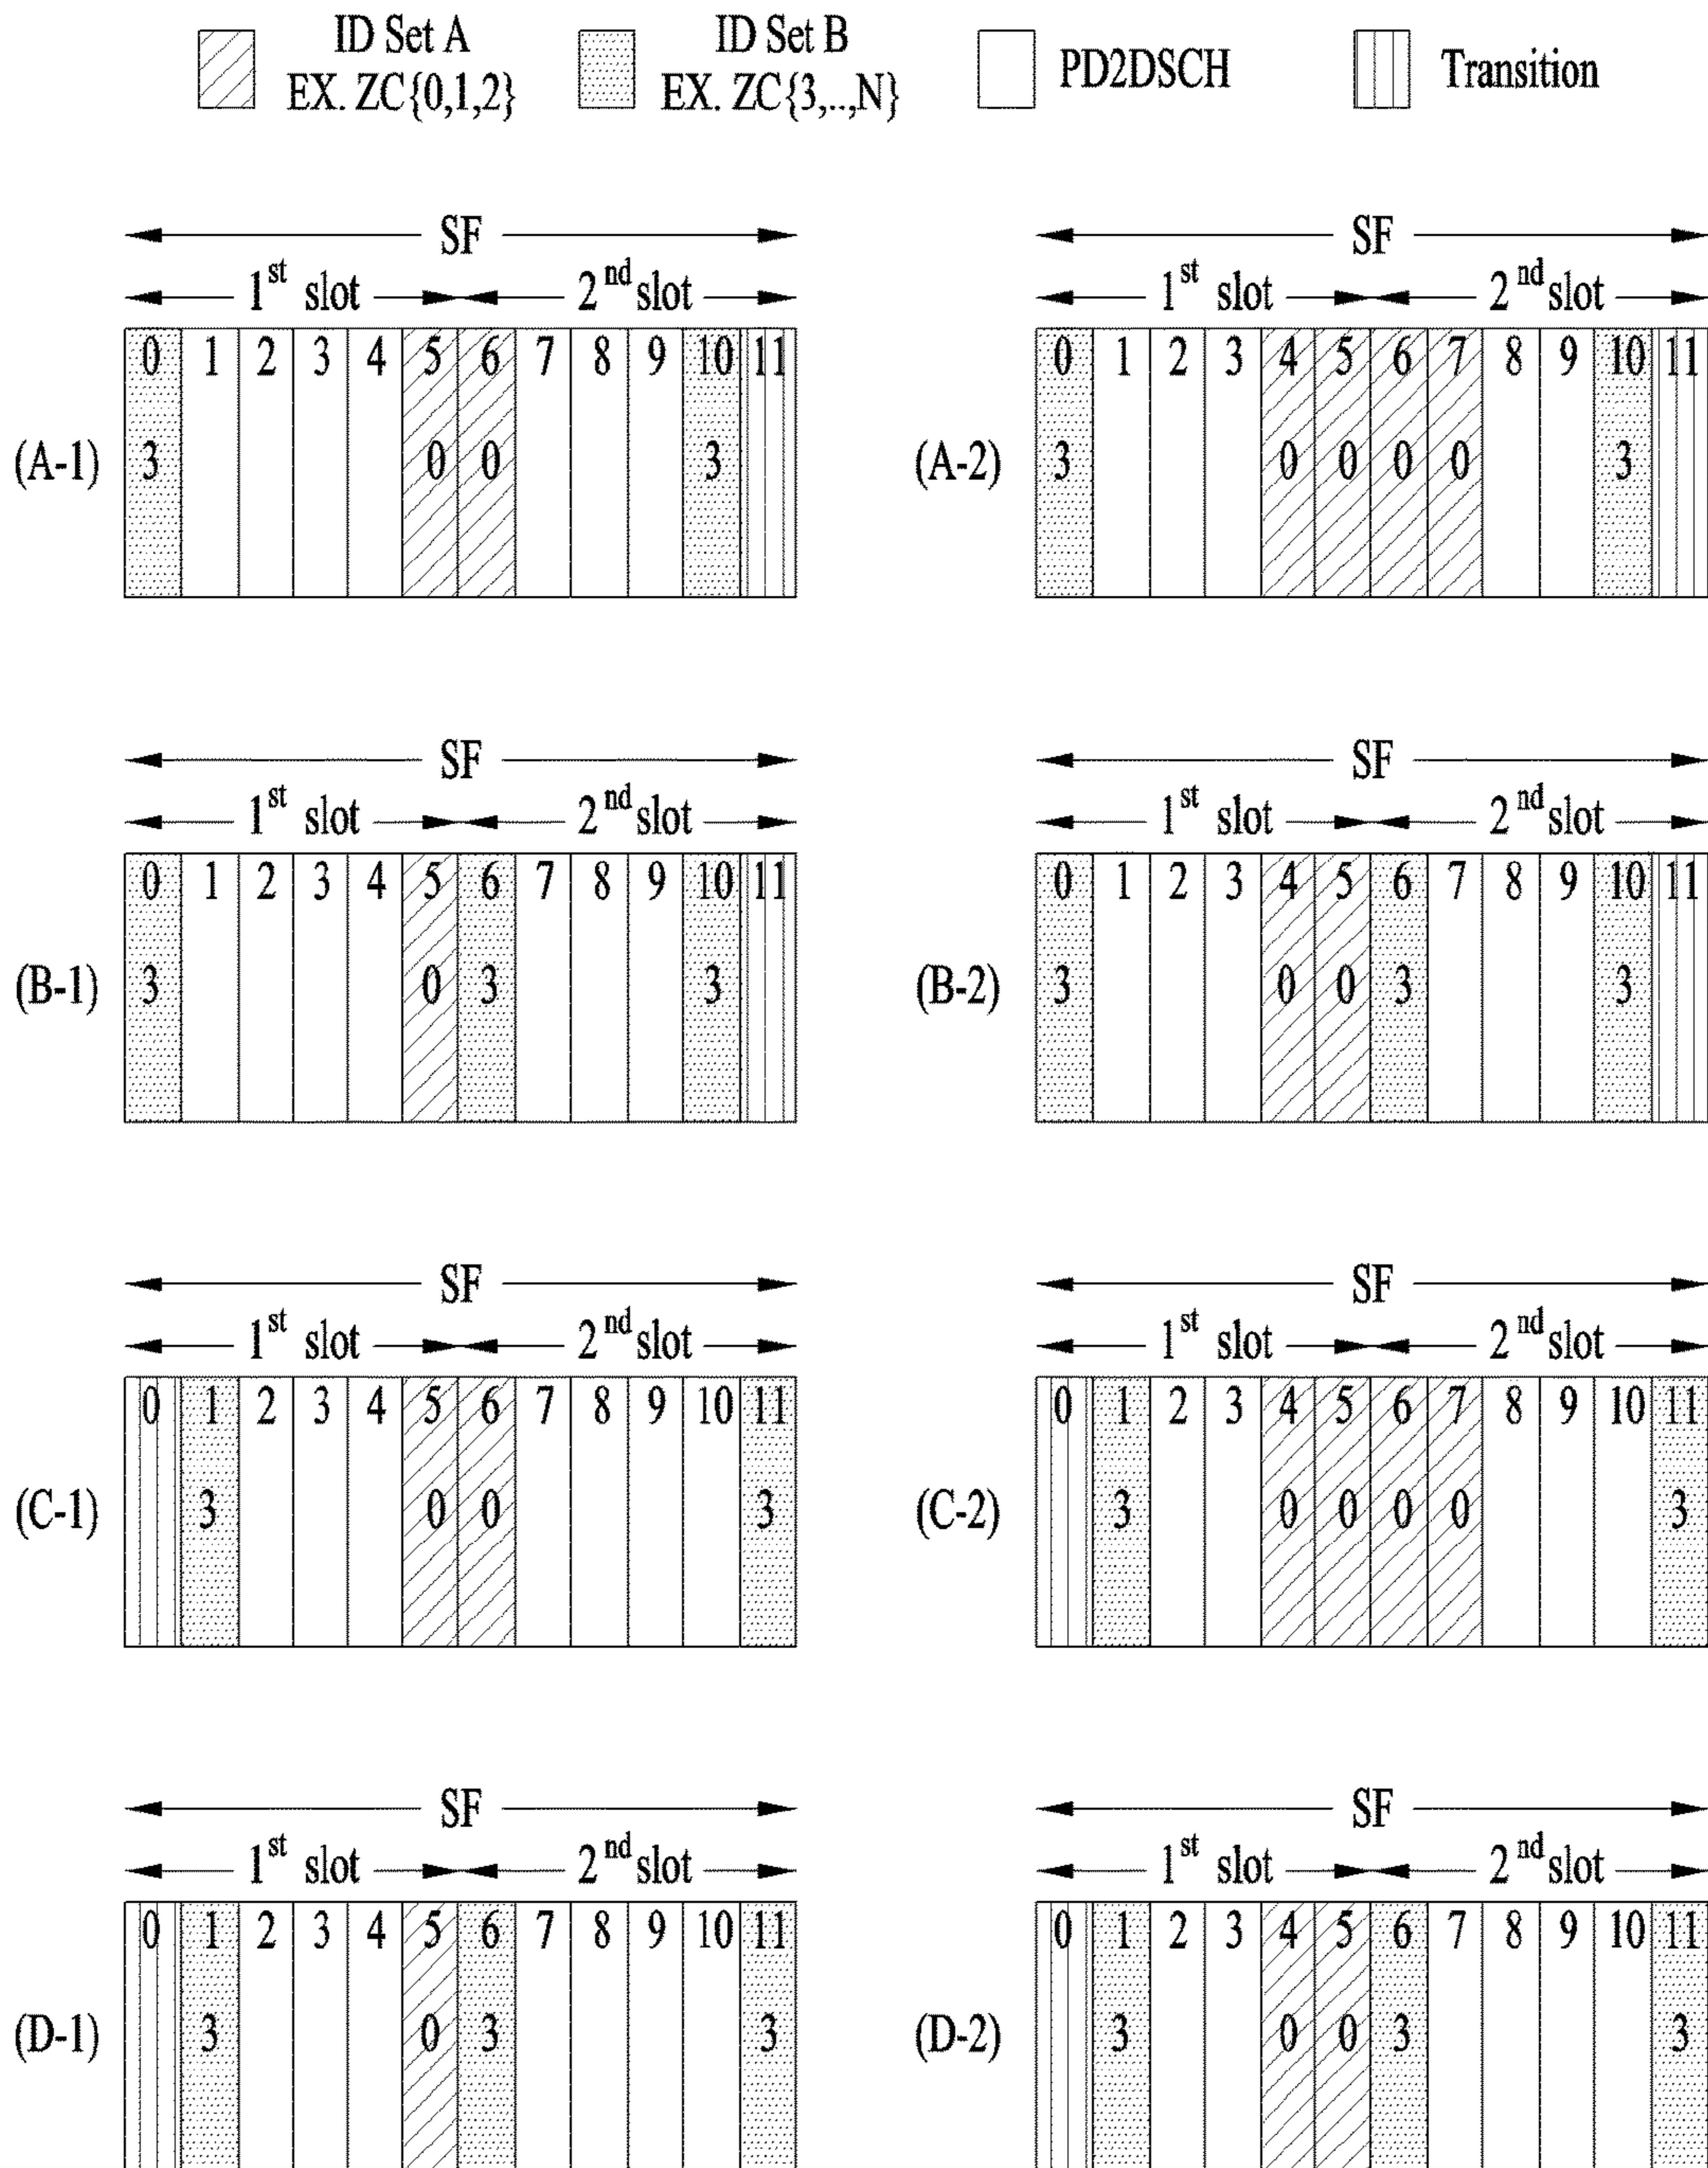 ID Set A
EX. ZC{0,1,2}
ID Set B
EX. ZC{3,..,N}
PD2DSCH
Transition
SF
1st slot 2nd slot
0 1 2 3 4 5 6 7 8 9 10 11
(A-1) 3 0 0 3
SF
1st slot 2nd slot
0 1 2 3 4 5 6 7 8 9 10 11
(A-2) 3 0 0 0 0 3
SF
1st slot 2nd slot
0 1 2 3 4 5 6 7 8 9 10 11
(B-1) 3 0 3 3
SF
1st slot 2nd slot
0 1 2 3 4 5 6 7 8 9 10 11
(B-2) 3 0 0 3 3
SF
1st slot 2nd slot
0 1 2 3 4 5 6 7 8 9 10 11
(C-1) 3 0 0 3
SF
1st slot 2nd slot
0 1 2 3 4 5 6 7 8 9 10 11
(C-2) 3 0 0 0 0 3
SF
1st slot 2nd slot
0 1 2 3 4 5 6 7 8 9 10 11
(D-1) 3 0 3 3
SF
1st slot 2nd slot
0 1 2 3 4 5 6 7 8 9 10 11
(D-2) 3 0 0 3 3